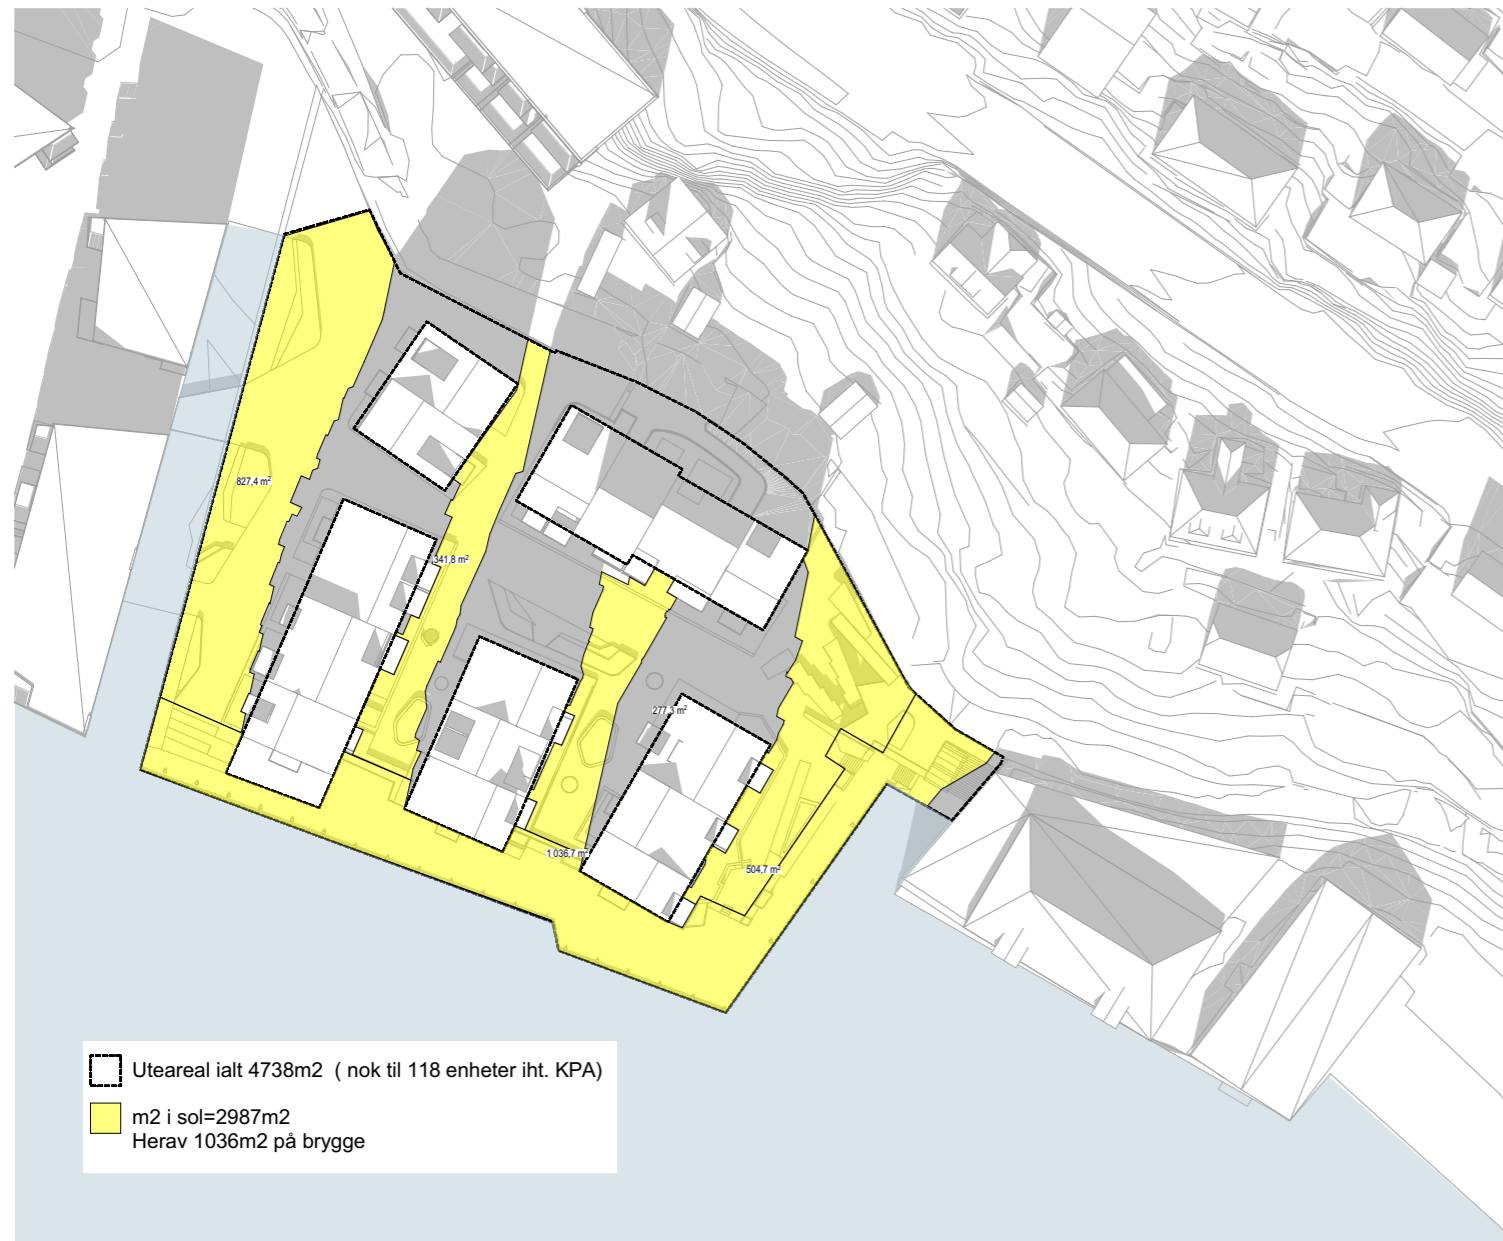 827,4 m²
341,8 m²
277,3 m²
1 036,7 m²
504,7 m²
Uteareal ialt 4738m2 ( nok til 118 enheter iht. KPA)
m2 i sol=2987m2
Herav 1036m2 på brygge